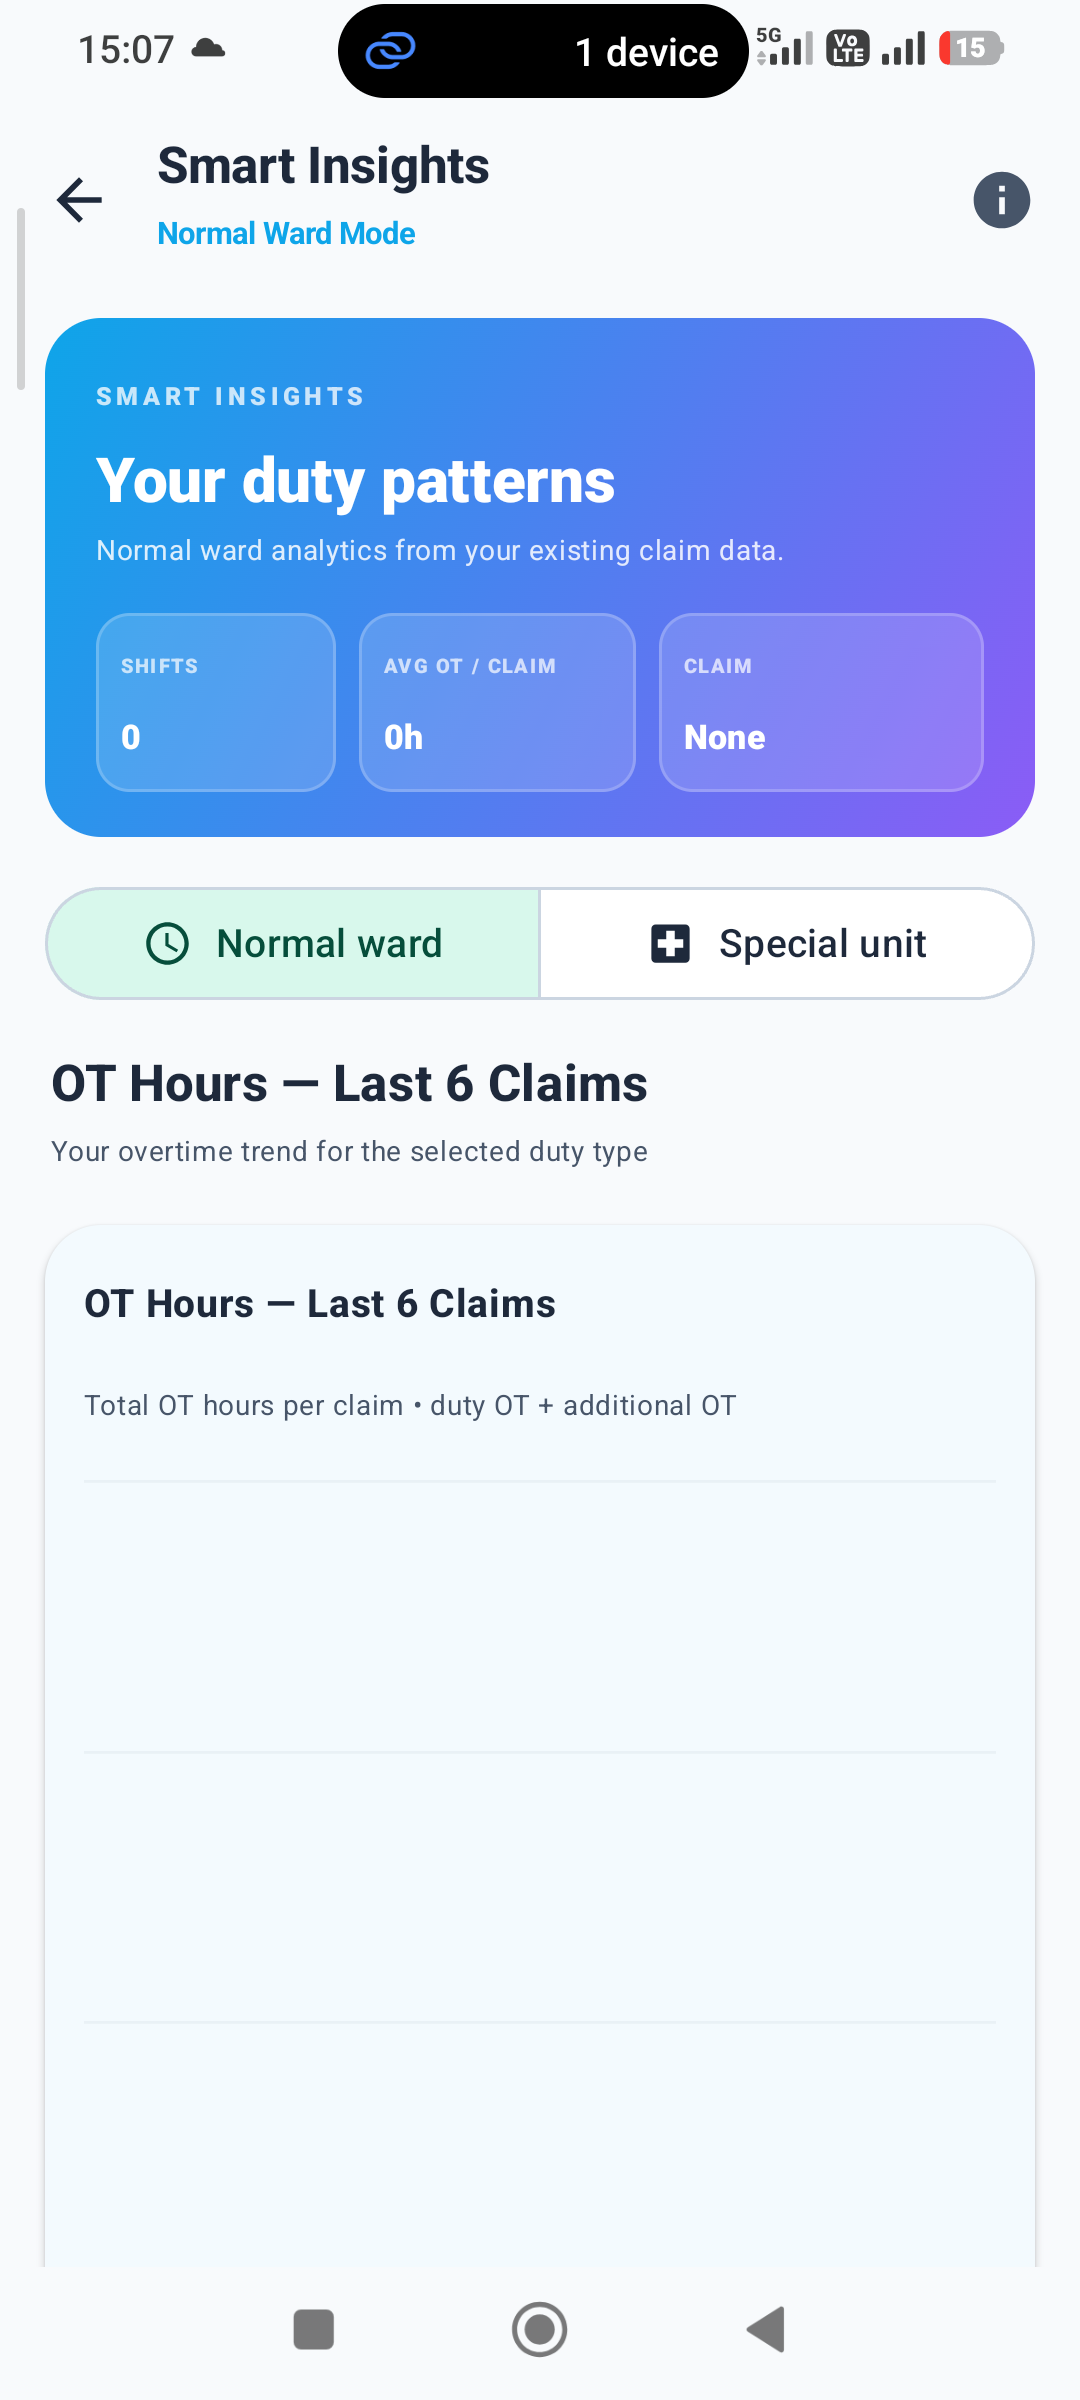 15:07
1 device
5G
Vo
LTE
15
Smart Insights
Normal Ward Mode
SMART INSIGHTS
Your duty patterns
Normal ward analytics from your existing claim data.
SHIFTS
0
AVG OT / CLAIM
0h
CLAIM
None
Normal ward
Special unit
OT Hours — Last 6 Claims
Your overtime trend for the selected duty type
OT Hours — Last 6 Claims
Total OT hours per claim • duty OT + additional OT